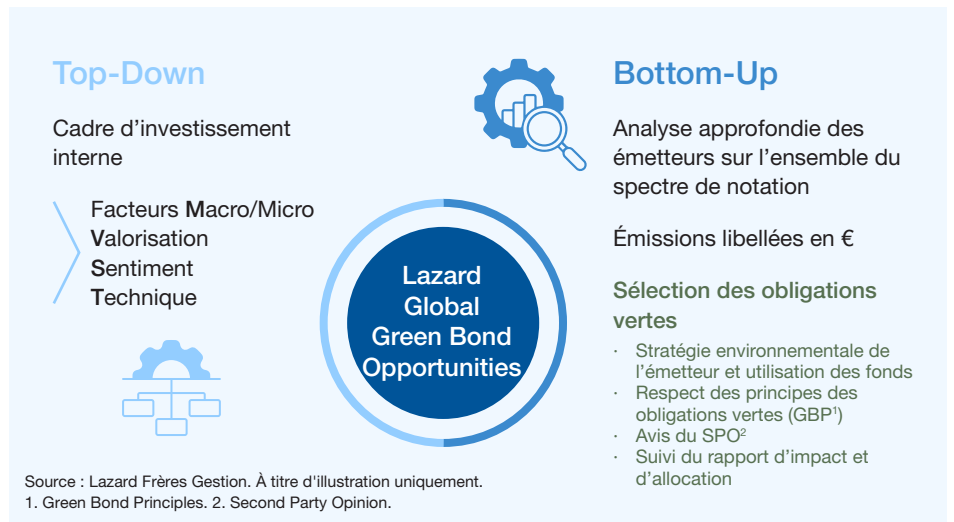 Top-Down
Cadre d’investissement
interne
Facteurs Macro/Micro
Valorisation
Sentiment
Technique
Lazard
Global
Green Bond
Opportunities
Bottom-Up
Analyse approfondie des
émetteurs sur l’ensemble du
spectre de notation
Émissions libellées en €
Sélection des obligations
vertes
· Stratégie environnementale de
l’émetteur et utilisation des fonds
· Respect des principes des
obligations vertes (GBP¹)
· Avis du SPO²
· Suivi du rapport d’impact et
d’allocation
Source : Lazard Frères Gestion. À titre d'illustration uniquement.
1. Green Bond Principles. 2. Second Party Opinion.